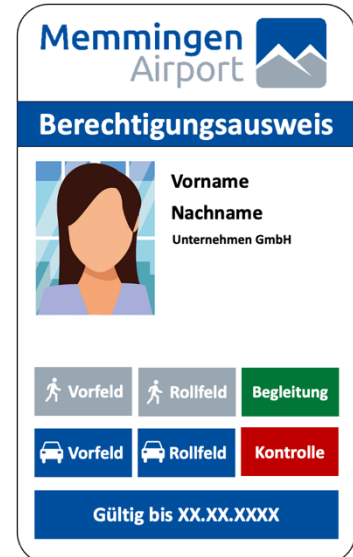 Memmingen
Airport
Berechtigungsausweis
Vorname
Nachname
Unternehmen GmbH
Vorfeld Rollfeld Begleitung
Vorfeld Rollfeld Kontrolle
Gültig bis XX.XX.XXXX